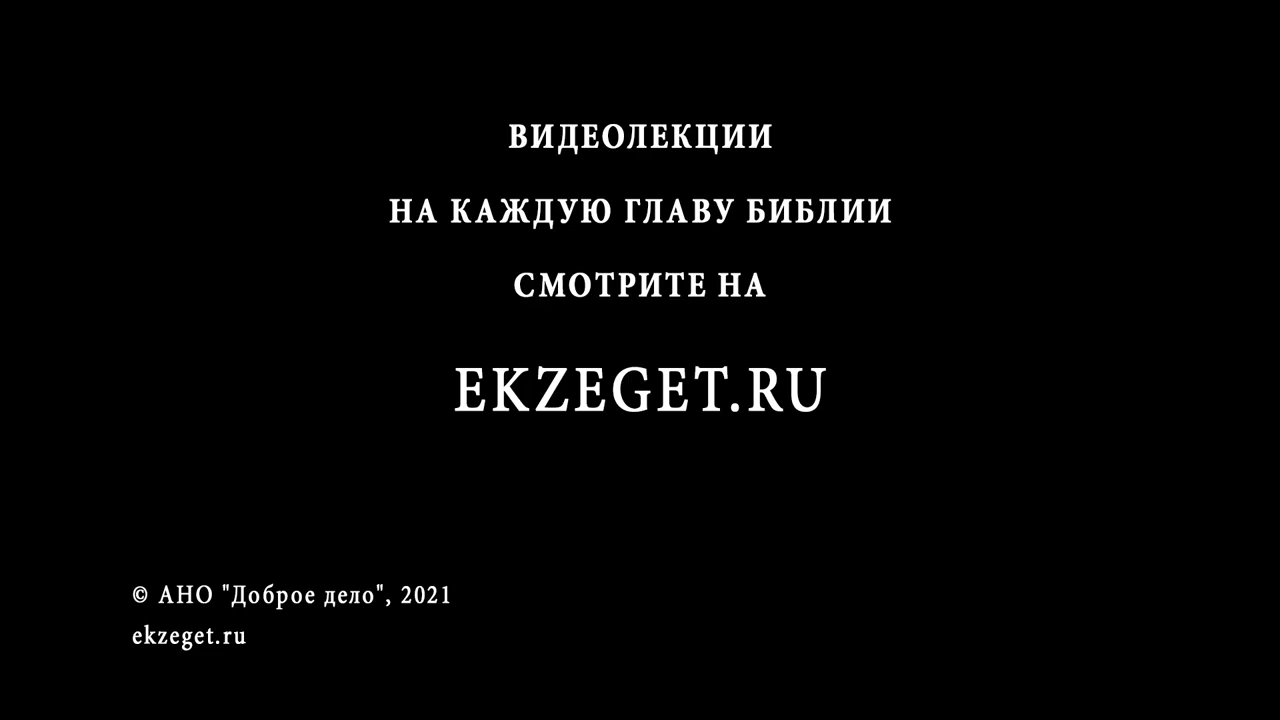 ВИДЕОЛЕКЦИИ
НА КАЖДУЮ ГЛАВУ БИБЛИИ
СМОТРИТЕ НА
EKZEGET.RU
© АНО "Доброе дело", 2021
ekzeget.ru